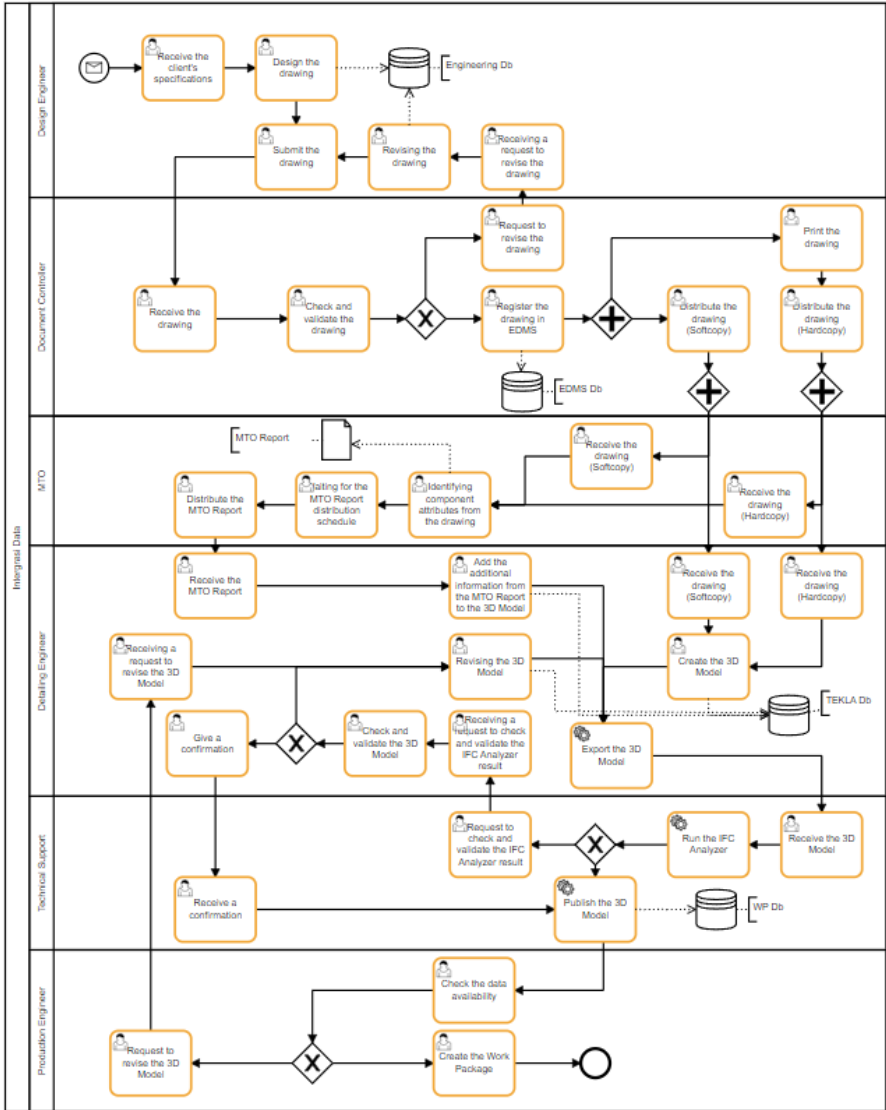 Intergrasi Data
Design Engineer
Receive the
client's
specifications
Design the
drawing
Engineering Db
Submit the
drawing
Revising the
drawing
Receiving a
request to
revise the
drawing
Document Controller
Request to
revise the
drawing
Print the
drawing
Receive the
drawing
Check and
validate the
drawing
Register the
drawing in
EDMS
Distribute the
drawing
(Softcopy)
Distribute the
drawing
(Hardcopy)
EDMS Db
MTO
MTO Report
Receive the
drawing
(Softcopy)
Distribute the
MTO Report
Waiting for the
MTO Report
distribution
schedule
Identifying
component
attributes from
the drawing
Receive the
drawing
(Hardcopy)
Detailing Engineer
Receive the
MTO Report
Add the
additional
information from
the MTO Report
to the 3D Model
Receive the
drawing
(Softcopy)
Receive the
drawing
(Hardcopy)
Receiving a
request to
revise the 3D
Model
Revising the 3D
Model
Create the 3D
Model
TEKLA Db
Give a
confirmation
Check and
validate the 3D
Model
Receiving a
request to check
and validate the
IFC Analyzer
result
Export the 3D
Model
Technical Support
Request to
check and
validate the IFC
Analyzer result
Run the IFC
Analyzer
Receive the 3D
Model
Receive a
confirmation
Publish the 3D
Model
WP Db
Production Engineer
Check the data
availability
Request to
revise the 3D
Model
Create the Work
Package